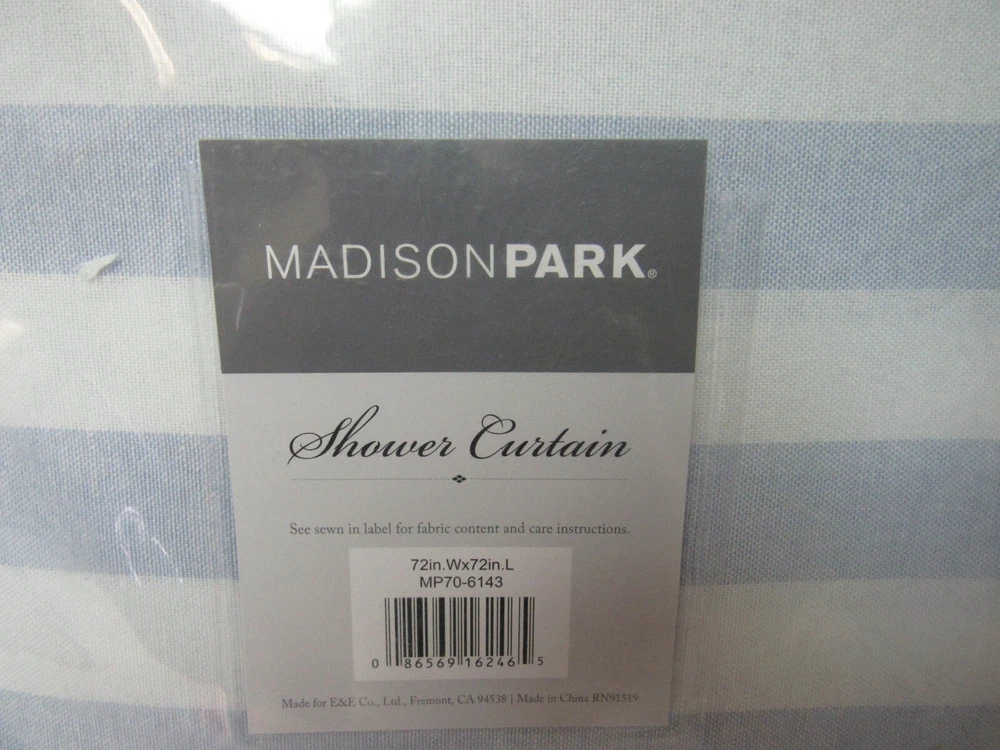 MADISONPARK®
Shower Curtain
See sewn in label for fabric content and care instructions.
72in.Wx72in.L
MP70-6143
0 86569 16246 5
Made for E&E Co., Ltd., Fremont, CA 94538 | Made in China RN91519